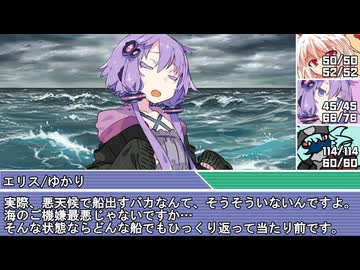 50/50
52/52
45/45
66/76
114/114
60/60
エリス/ゆかり
実際、悪天候で船出すバカなんて、そうそういないんですよ。
海のご機嫌最悪じゃないですか…
そんな状態ならどんな船でもひっくり返って当たり前です。